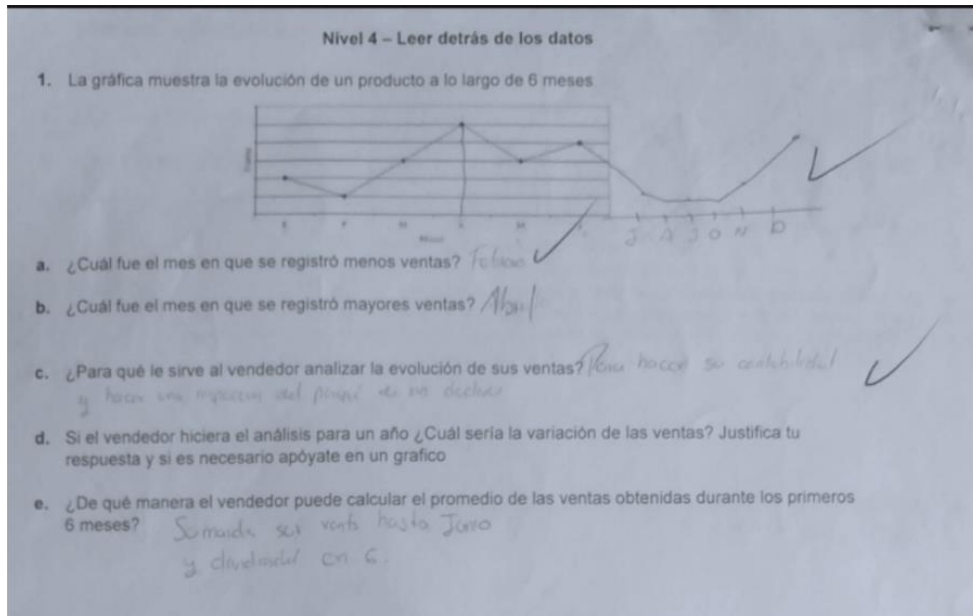 Nivel 4 – Leer detrás de los datos
1. La gráfica muestra la evolución de un producto a lo largo de 6 meses
J A S O N D
a. ¿Cuál fue el mes en que se registró menos ventas?
b. ¿Cuál fue el mes en que se registró mayores ventas? Abril
c. ¿Para qué le sirve al vendedor analizar la evolución de sus ventas? Para hacer su contabilidad
y hacer una
d. Si el vendedor hiciera el análisis para un año ¿Cuál sería la variación de las ventas? Justifica tu
respuesta y si es necesario apóyate en un grafico
e. ¿De qué manera el vendedor puede calcular el promedio de las ventas obtenidas durante los primeros
6 meses? Sumando sus hasta Junio
y en 6.